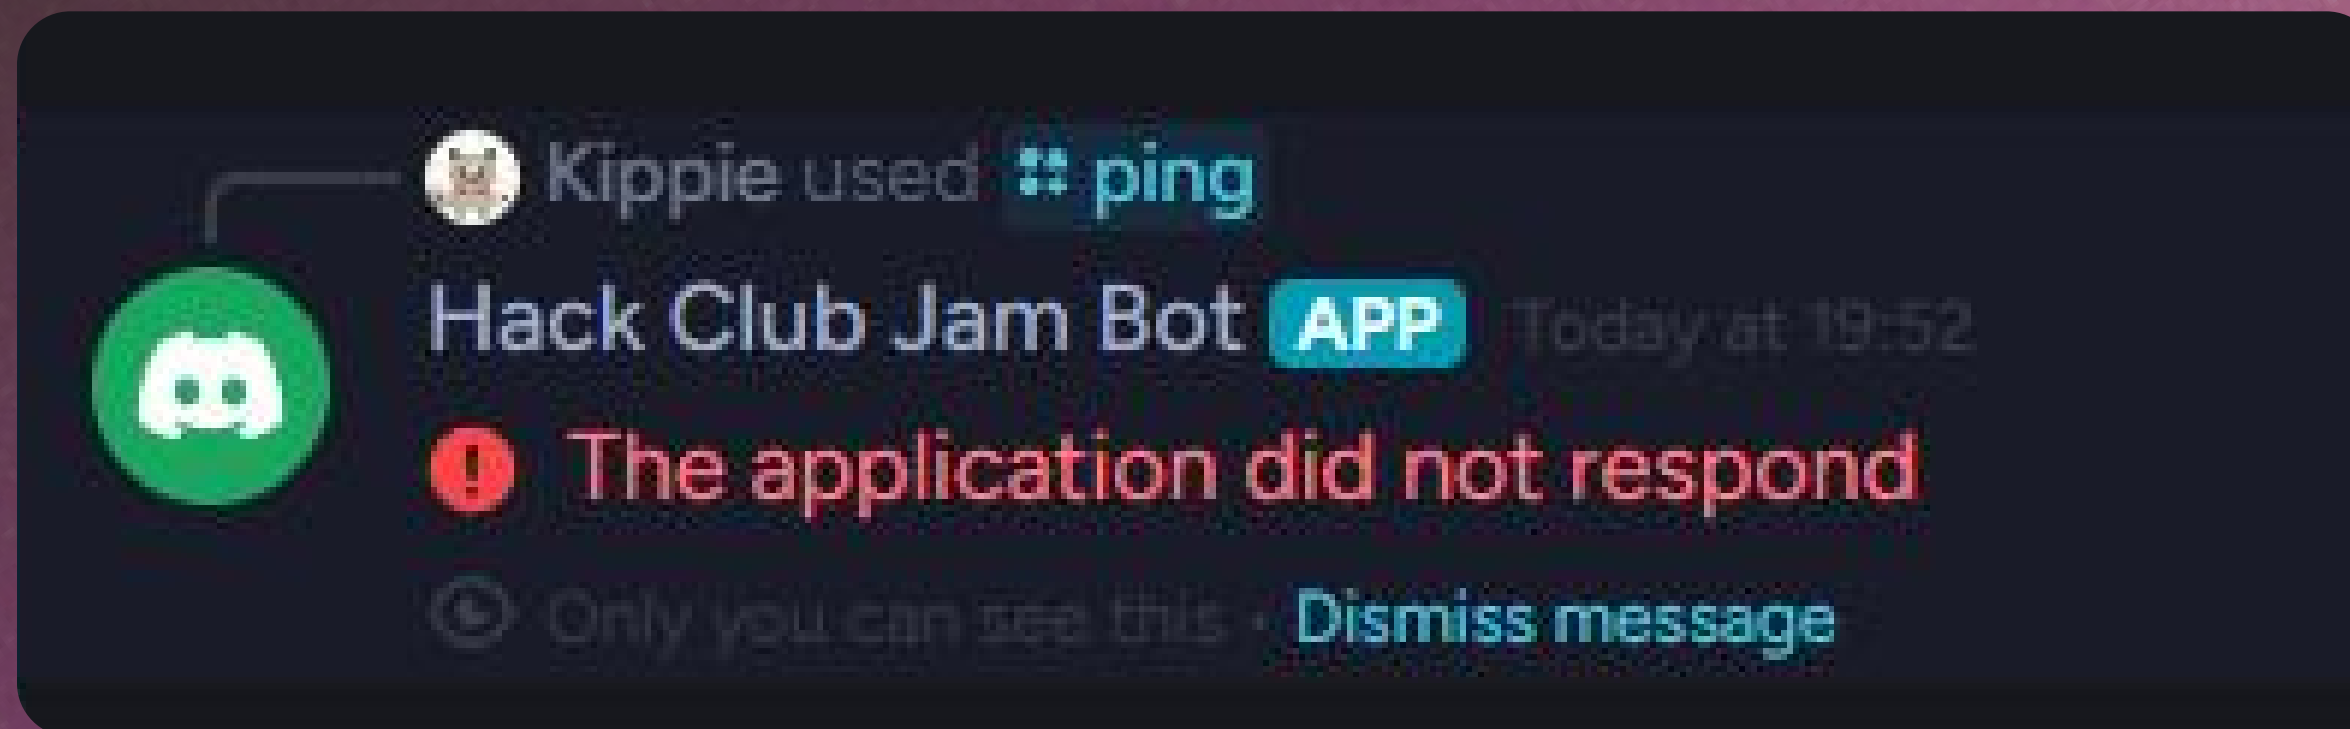 Kippie used ping
Hack Club Jam Bot APP Today at 19:52
! The application did not respond
Only you can see this · Dismiss message